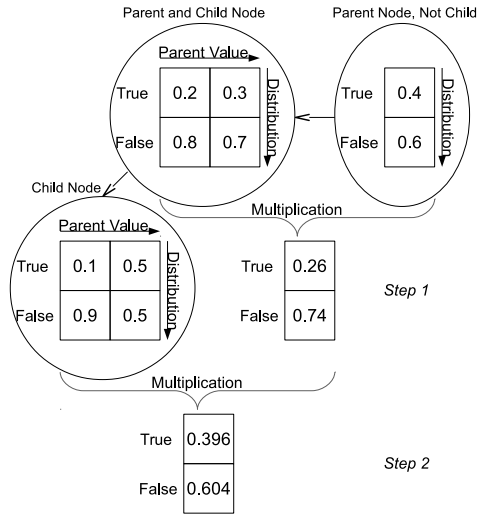 Parent and Child Node
Parent Node, Not Child
Parent Value
True 0.2 0.3
False 0.8 0.7
Distribution
True 0.4
False 0.6
Distribution
Child Node
Multiplication
Parent Value
True 0.1 0.5
False 0.9 0.5
Distribution
True 0.26
False 0.74
Step 1
Multiplication
True 0.396
False 0.604
Step 2